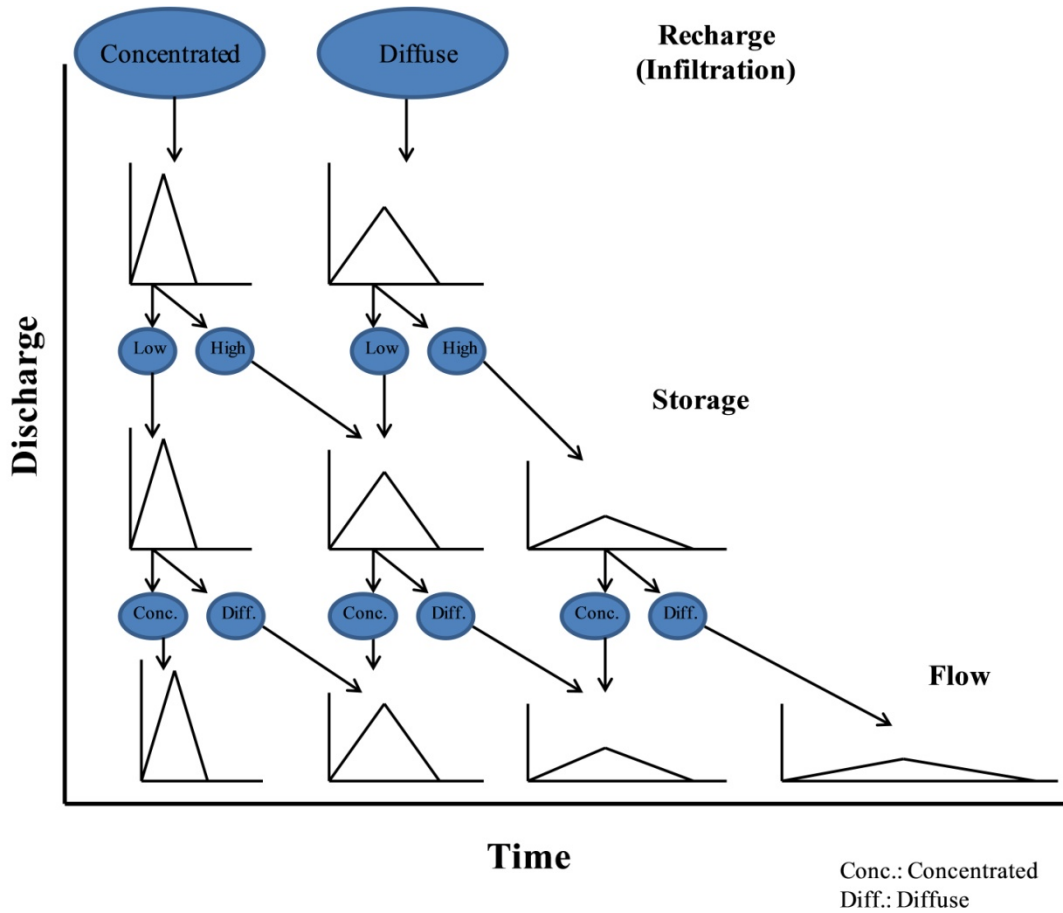 Concentrated
Diffuse
Recharge
(Infiltration)
Low
High
Low
High
Storage
Discharge
Conc.
Diff.
Conc.
Diff.
Conc.
Diff.
Flow
Time
Conc.: Concentrated
Diff.: Diffuse